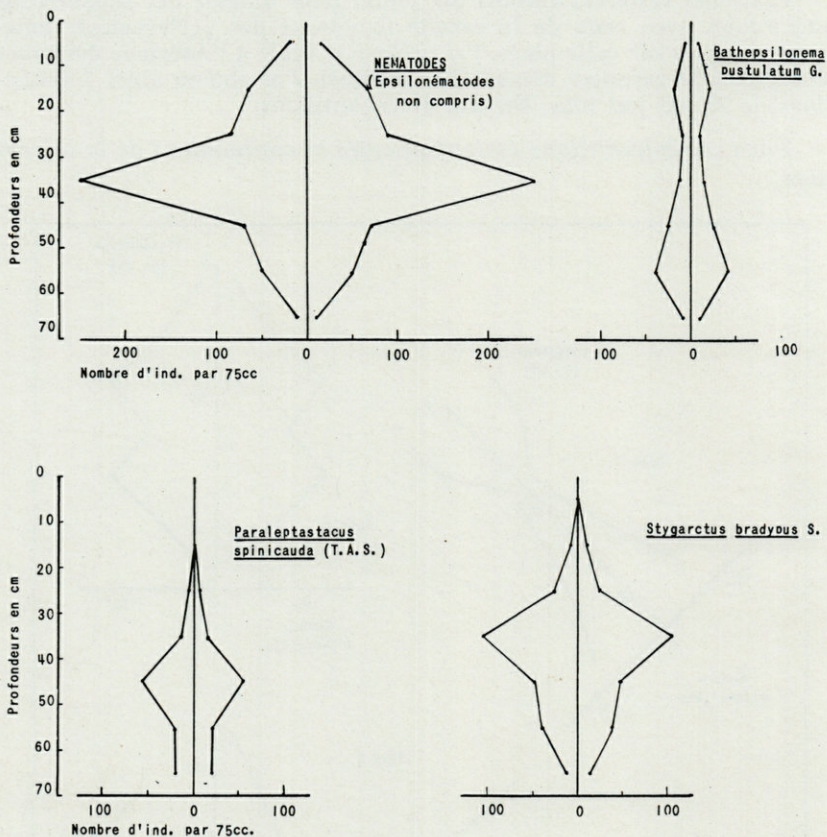 0
10
20
30
40
50
60
70
Profondeurs en cm
NEMATODES
(Epsilonématodes
non compris)
200 100 0 100 200
Nombre d'ind. par 75cc
Bathepsilonema
pustulatum G.
100 0 100
0
10
20
30
40
50
60
70
Profondeurs en cm
Paraleptastacus
spinicauda (T.A.S.)
100 0 100
Nombre d'ind. par 75cc.
Stygarctus bradypus S.
100 0 100